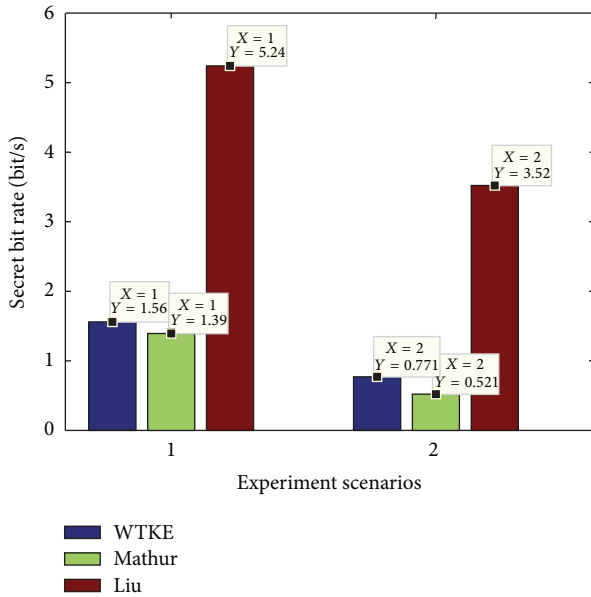 Secret bit rate (bit/s)
6
5
4
3
2
1
0
X = 1
Y = 1.56
X = 1
Y = 1.39
X = 1
Y = 5.24
X = 2
Y = 0.771
X = 2
Y = 0.521
X = 2
Y = 3.52
1
2
Experiment scenarios
WTKE
Mathur
Liu